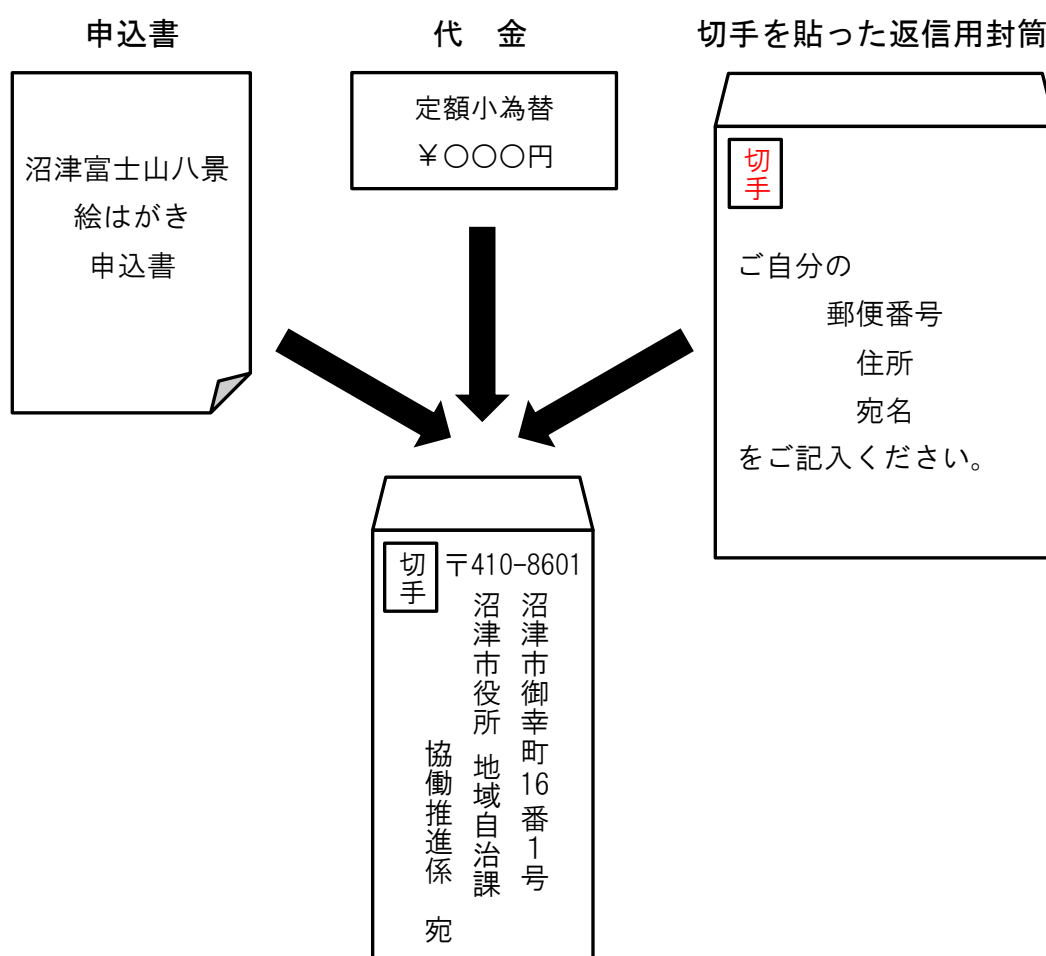 申込書
代　金
切手を貼った返信用封筒
沼津富士山八景
絵はがき
申込書
定額小為替
￥〇〇〇円
切手
ご自分の
郵便番号
住所
宛名
をご記入ください。
切手
〒410-8601
沼津市御幸町16番1号
沼津市役所 地域自治課
協働推進係 宛